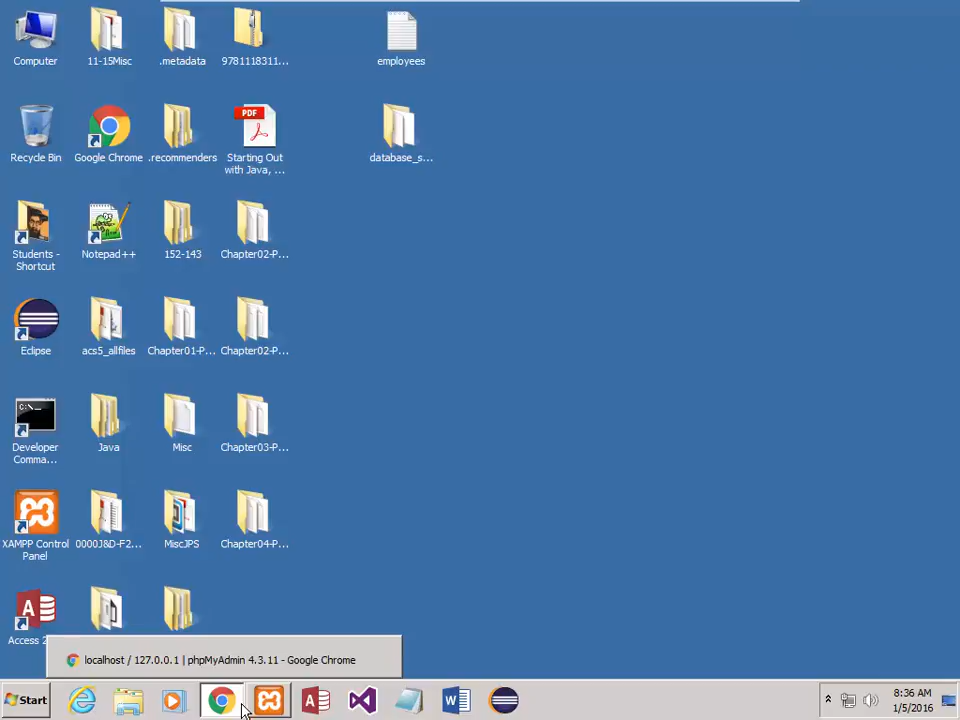 Computer
11-15Misc
.metadata
9781118311...
employees
Recycle Bin
Google Chrome
.recommenders
PDF
Starting Out
with Java, ...
database_s...
Students -
Shortcut
Notepad++
152-143
Chapter02-P...
Eclipse
acs5_allfiles
Chapter01-P...
Chapter02-P...
C:\_
Developer
Comma...
Java
Misc
Chapter03-P...
XAMPP Control
Panel
0000J&D-F2...
MiscJPS
Chapter04-P...
Access 2
localhost / 127.0.0.1 | phpMyAdmin 4.3.11 - Google Chrome
Start
8:36 AM
1/5/2016